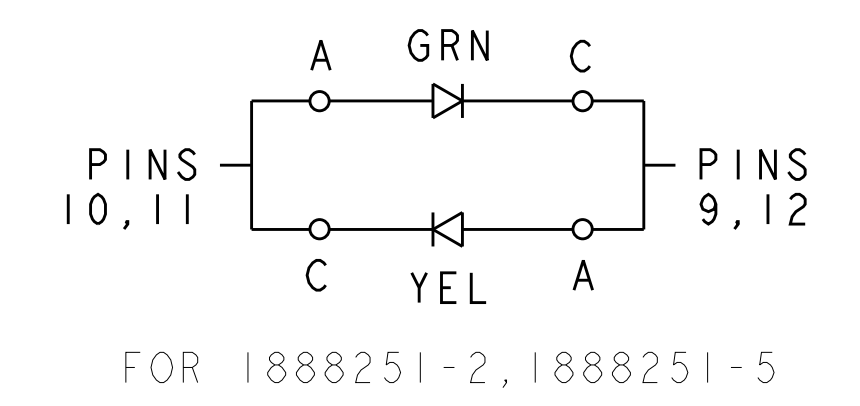 A GRN C
PINS 10,11
PINS 9,12
C YEL A
FOR 1888251-2,1888251-5